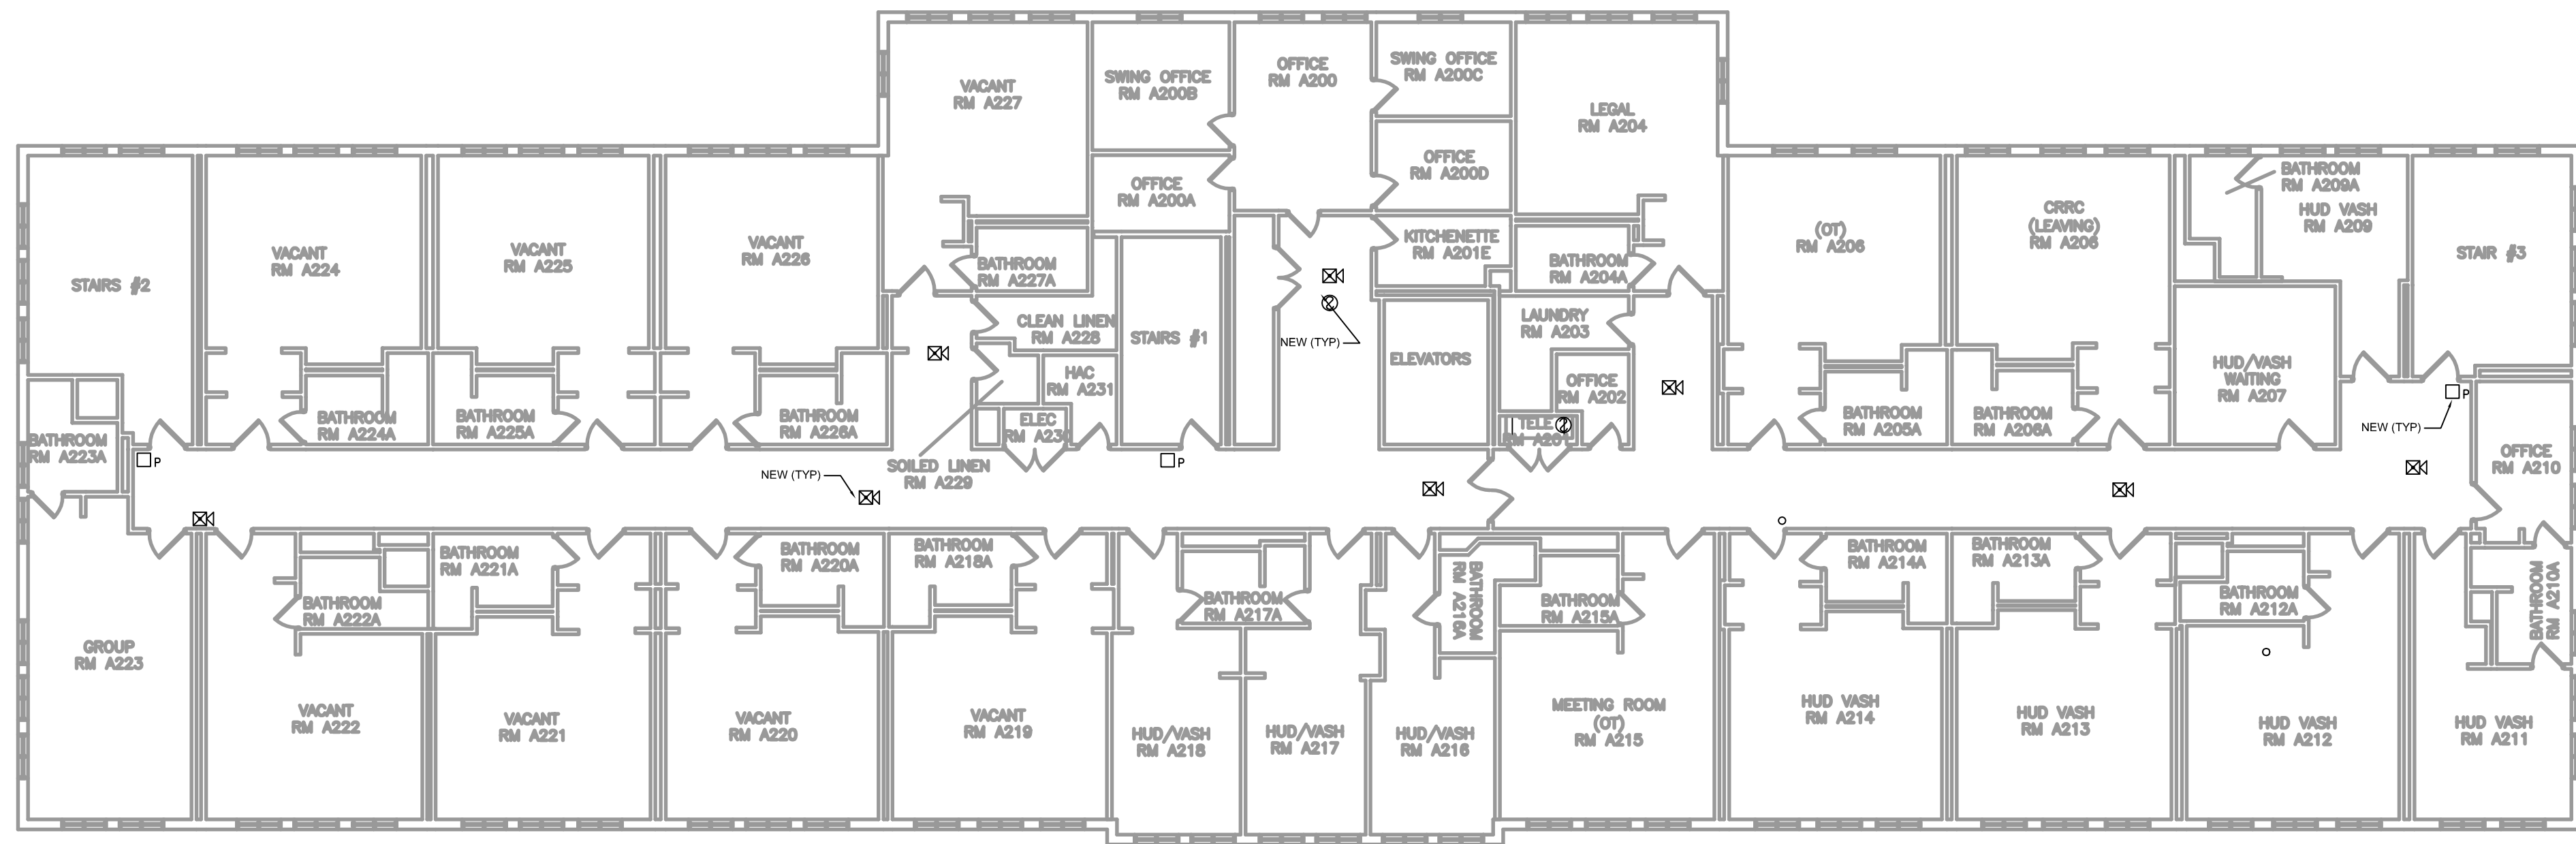 VACANT
RM A227
SWING OFFICE
RM A200B
OFFICE
RM A200
SWING OFFICE
RM A200C
LEGAL
RM A204
OFFICE
RM A200A
OFFICE
RM A200D
STAIRS #2
VACANT
RM A224
VACANT
RM A225
VACANT
RM A226
BATHROOM
RM A227A
KITCHENETTE
RM A201E
BATHROOM
RM A204A
(OT)
RM A206
CRRC
(LEAVING)
RM A206
BATHROOM
RM A209A
HUD VASH
RM A209
STAIR #3
CLEAN LINEN
RM A228
STAIRS #1
NEW (TYP)
ELEVATORS
LAUNDRY
RM A203
HAC
RM A231
OFFICE
RM A202
HUD/VASH
WAITING
RM A207
BATHROOM
RM A223A
BATHROOM
RM A224A
BATHROOM
RM A225A
BATHROOM
RM A226A
ELEC
RM A230
TELE
RM A201
BATHROOM
RM A205A
BATHROOM
RM A206A
P
NEW (TYP)
OFFICE
RM A210
P
NEW (TYP)
SOILED LINEN
RM A229
P
BATHROOM
RM A221A
BATHROOM
RM A220A
BATHROOM
RM A218A
BATHROOM
RM A222A
BATHROOM
RM A217A
BATHROOM
RM A216A
BATHROOM
RM A215A
BATHROOM
RM A214A
BATHROOM
RM A213A
BATHROOM
RM A212A
BATHROOM
RM A210A
GROUP
RM A223
VACANT
RM A222
VACANT
RM A221
VACANT
RM A220
VACANT
RM A219
HUD/VASH
RM A218
HUD/VASH
RM A217
HUD/VASH
RM A216
MEETING ROOM
(OT)
RM A215
HUD VASH
RM A214
HUD VASH
RM A213
HUD VASH
RM A212
HUD VASH
RM A211